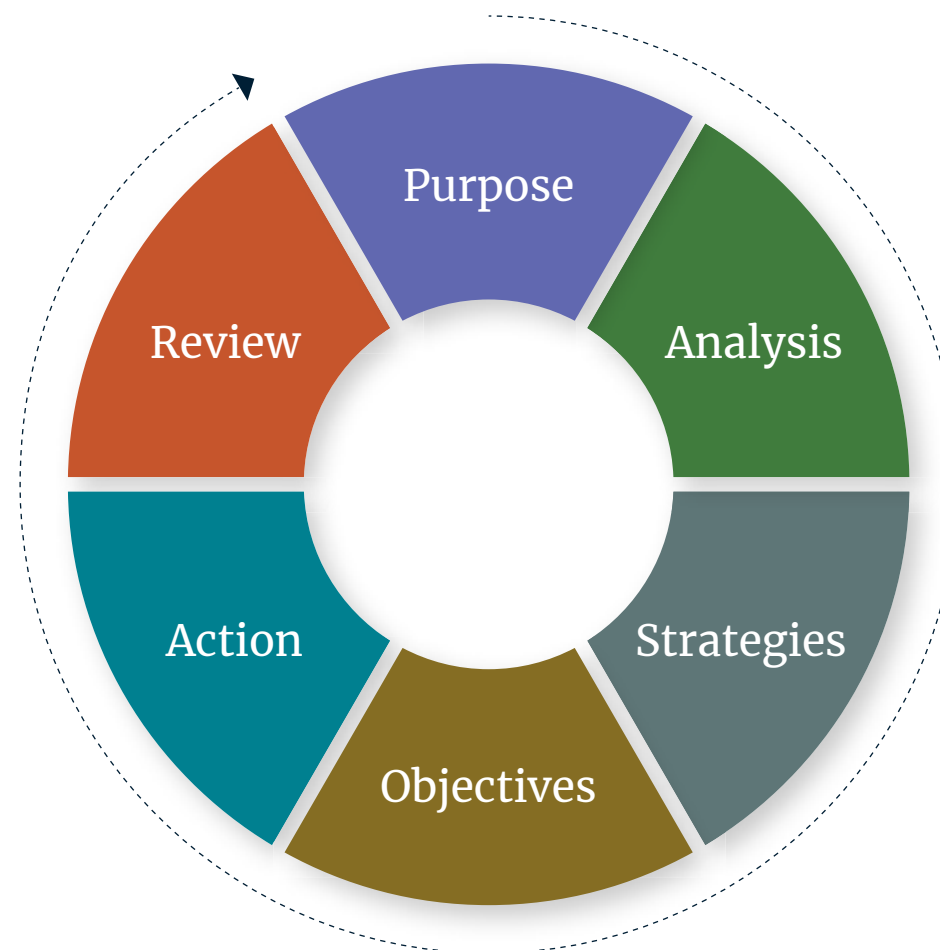 Purpose
Analysis
Strategies
Objectives
Action
Review